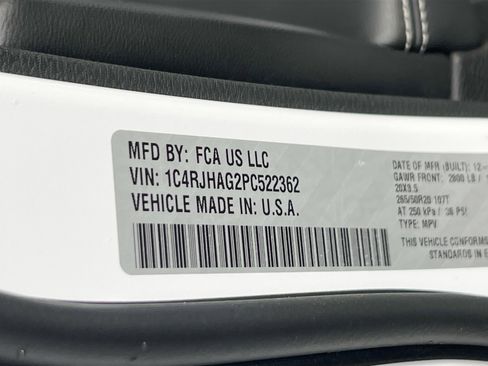 MFD BY: FCA US LLC
VIN: 1C4RJHAG2PC522362
VEHICLE MADE IN: U.S.A.
DATE OF MFR (BUILT): 12-
GAWR FRONT: 2800 LB /
20X8.5
265/50R20 107T
AT 250 kPa / 36 PSI
TYPE: MPV
THIS VEHICLE CONFORMS
STANDARDS IN E